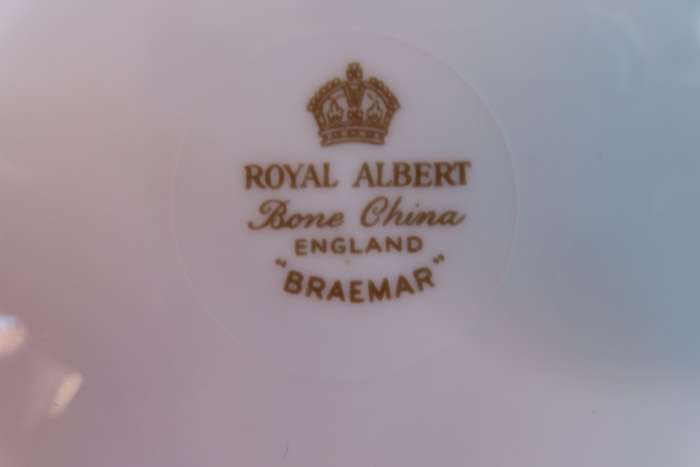 ROYAL ALBERT
Bone China
ENGLAND
"BRAEMAR"